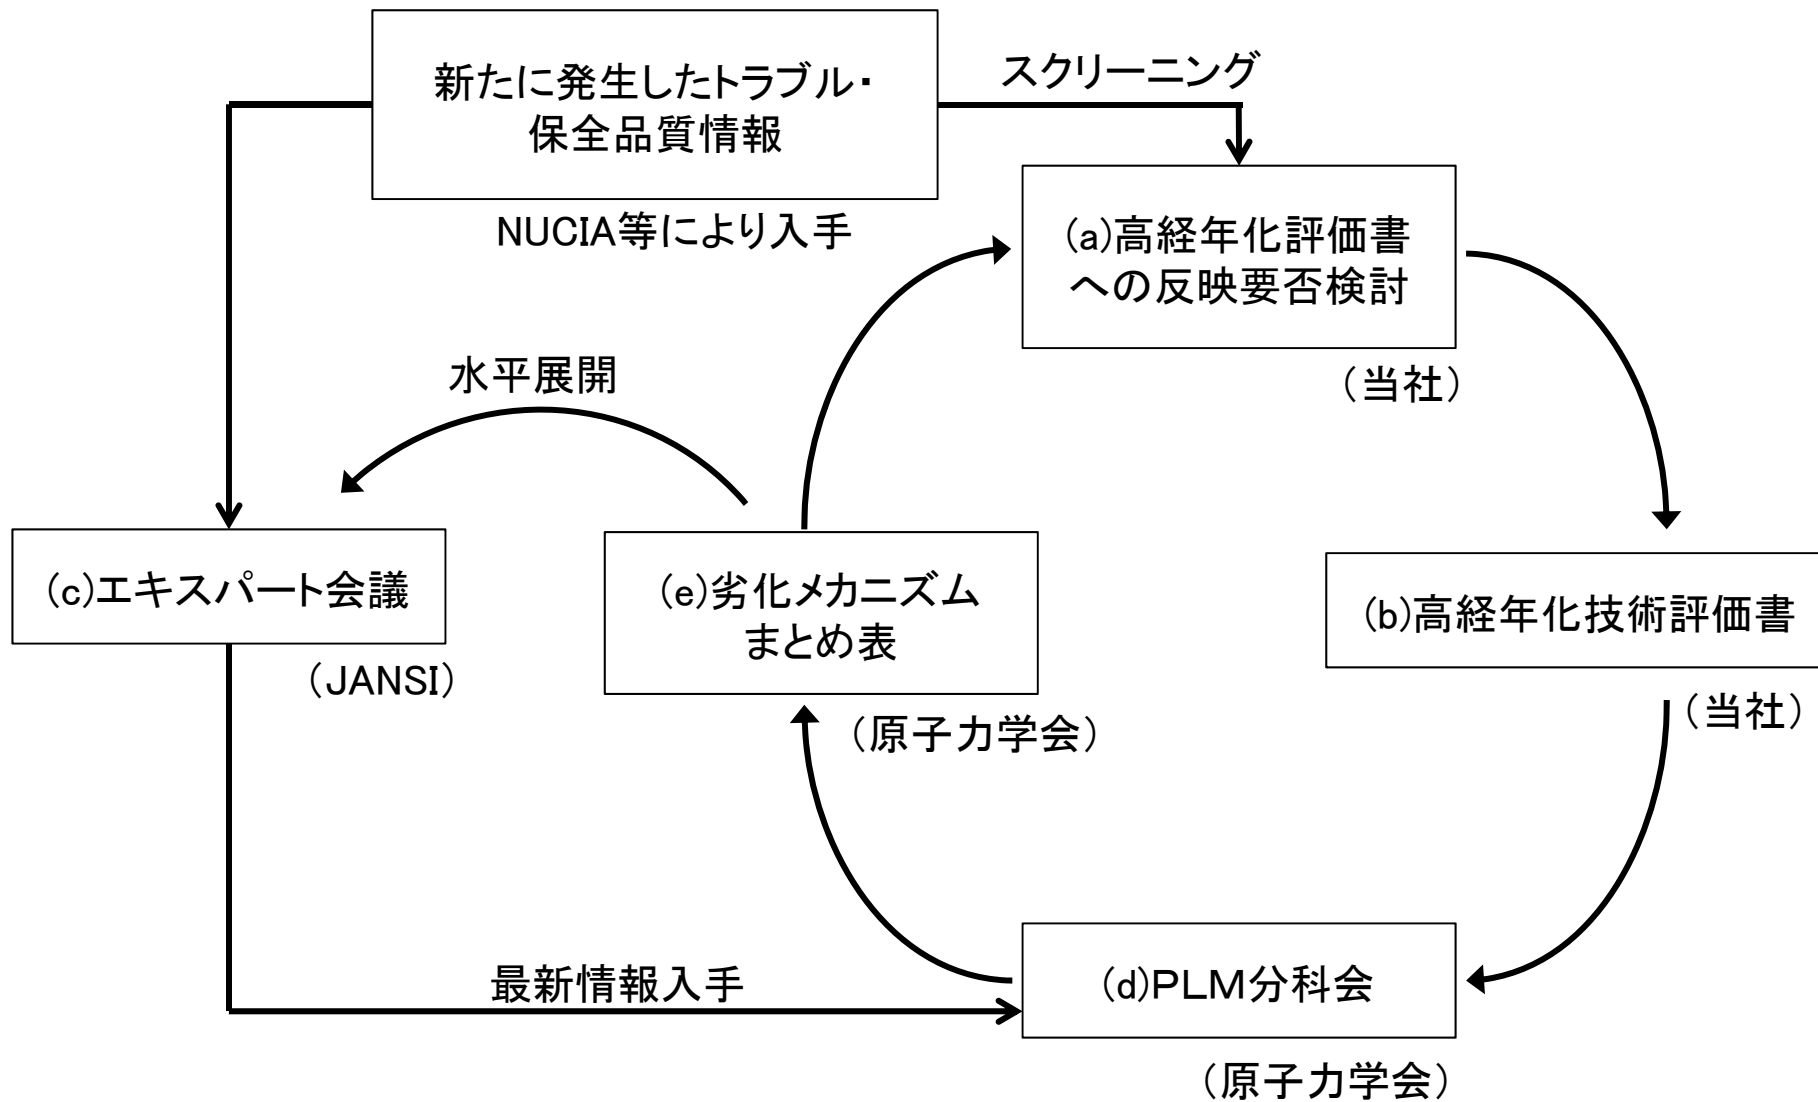 新たに発生したトラブル・
保全品質情報
スクリーニング
NUCIA等により入手
(a)高経年化評価書
への反映要否検討
（当社）
水平展開
(c)エキスパート会議
（JANSI）
(e)劣化メカニズム
まとめ表
（原子力学会）
(b)高経年化技術評価書
（当社）
最新情報入手
(d)PLM分科会
（原子力学会）